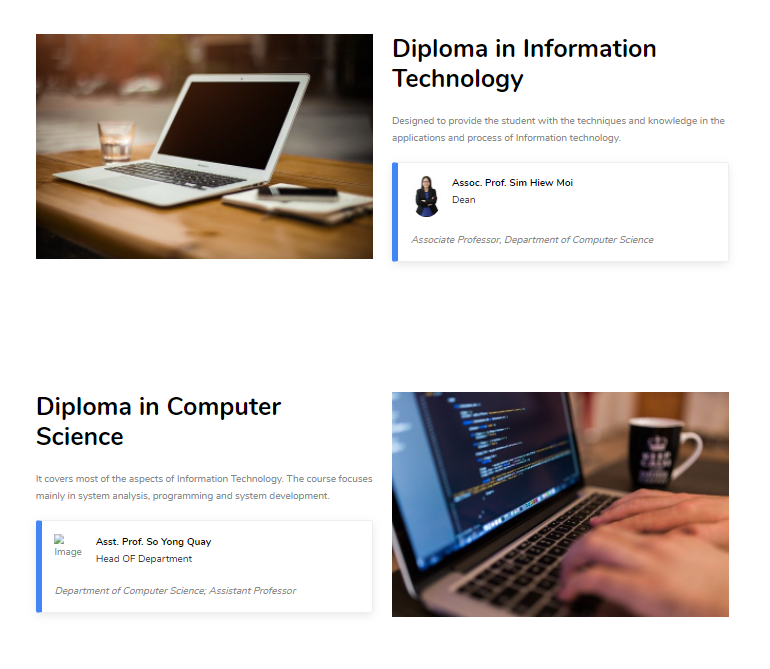 Diploma in Information
Technology
Designed to provide the student with the techniques and knowledge in the
applications and process of Information technology.
Assoc. Prof. Sim Hiew Moi
Dean
Associate Professor, Department of Computer Science
Diploma in Computer
Science
It covers most of the aspects of Information Technology. The course focuses
mainly in system analysis, programming and system development.
Image
Asst. Prof. So Yong Quay
Head OF Department
Department of Computer Science; Assistant Professor
KEEP
CALM